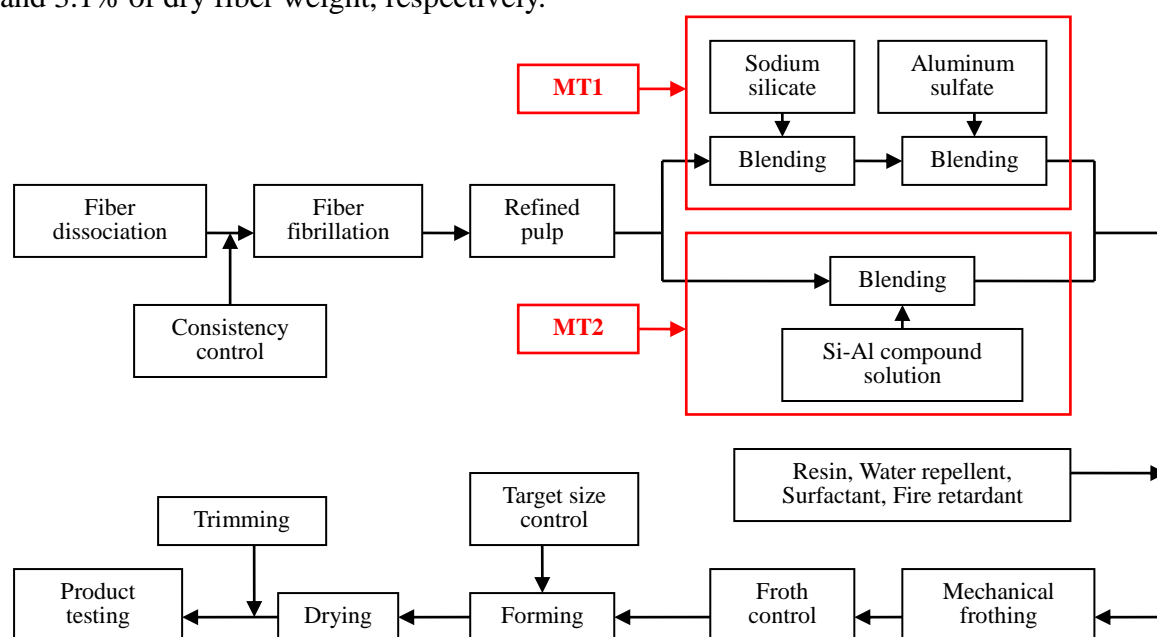 and 3.1% of dry fiber weight, respectively.
MT1
Sodium
silicate
Aluminum
sulfate
Blending
Blending
Fiber
dissociation
Fiber
fibrillation
Refined
pulp
Consistency
control
MT2
Blending
Si-Al compound
solution
Resin, Water repellent,
Surfactant, Fire retardant
Trimming
Target size
control
Product
testing
Drying
Forming
Froth
control
Mechanical
frothing